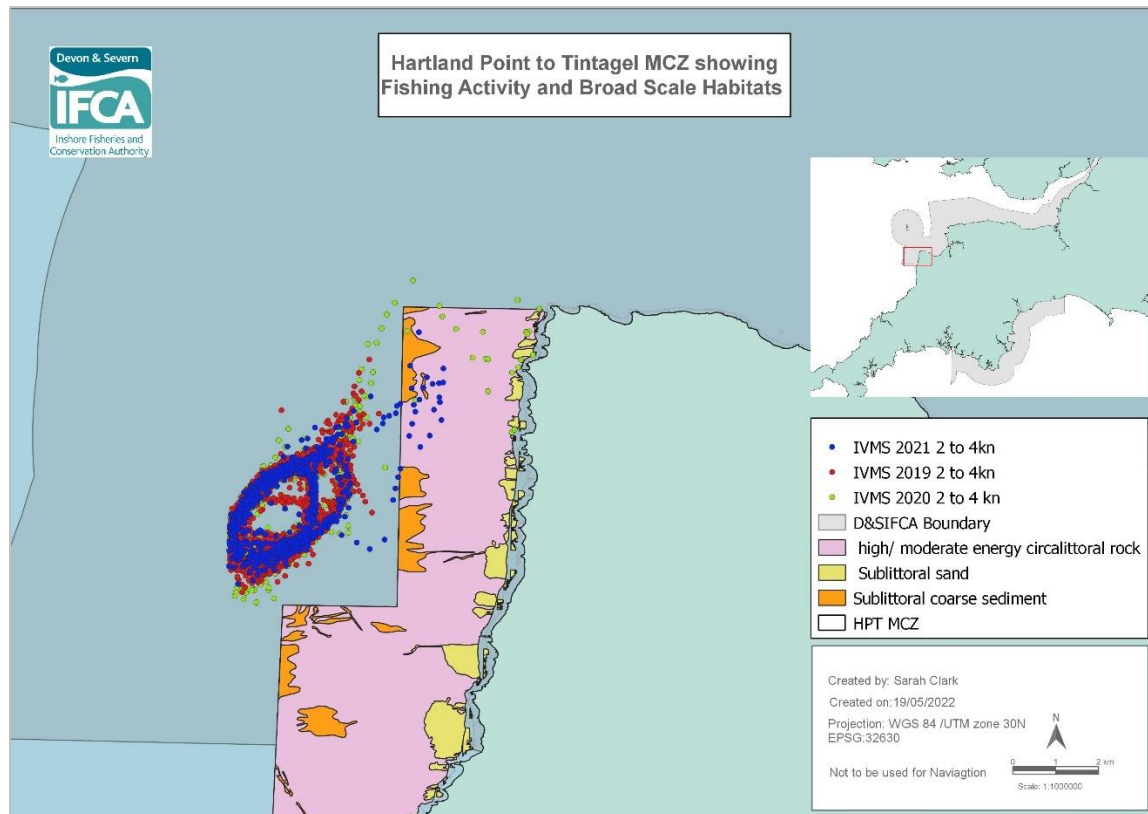 Devon & Severn
IFCA
Inshore Fisheries and
Conservation Authority
Hartland Point to Tintagel MCZ showing
Fishing Activity and Broad Scale Habitats
IVMS 2021 2 to 4kn
IVMS 2019 2 to 4kn
IVMS 2020 2 to 4 kn
D&SIFCA Boundary
high/ moderate energy circalittoral rock
Sublittoral sand
Sublittoral coarse sediment
HPT MCZ
Created by: Sarah Clark
Created on:19/05/2022
Projection: WGS 84 /UTM zone 30N
EPSG:32630
Not to be used for Naviagtion
N
0 1 2 km
Scale: 1:1000000